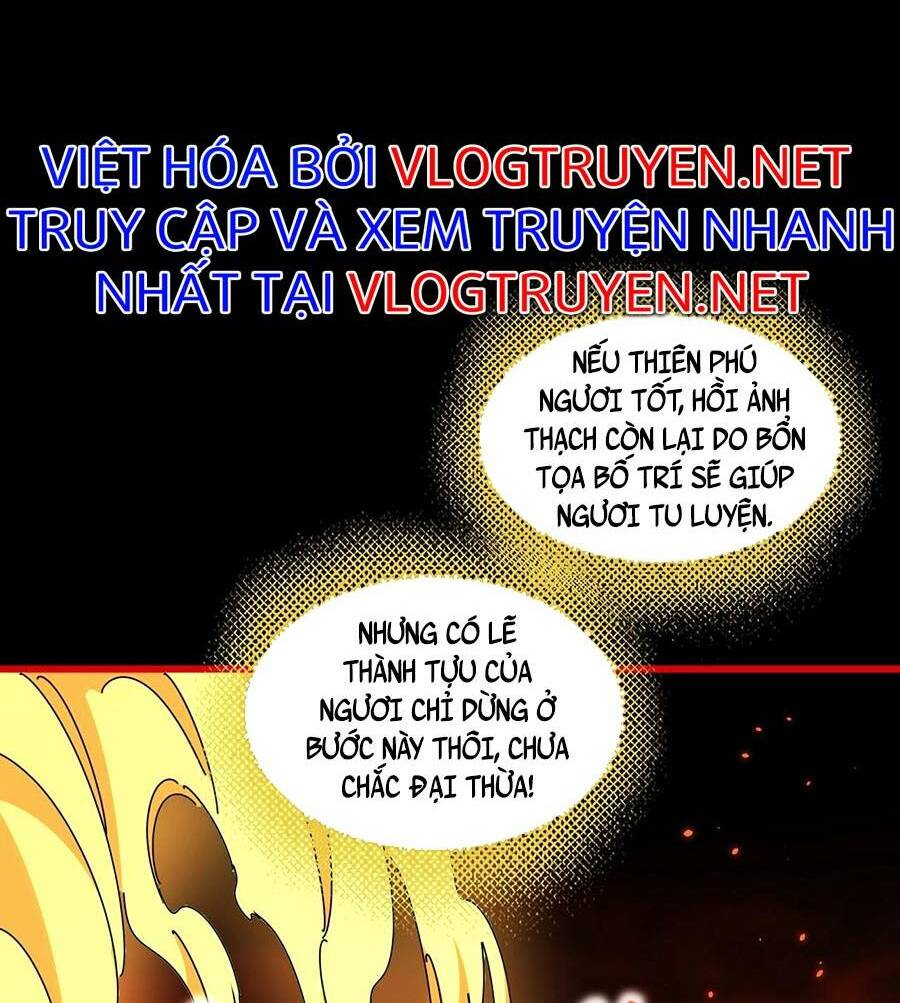 VIỆT HÓA BỞI VLOGTRUYEN.NET
TRUY CẬP VÀ XEM TRUYỆN NHANH
NHẤT TẠI VLOGTRUYEN.NET
NẾU THIÊN PHÚ
NGƯƠI TỐT, HỒI ẢNH
THẠCH CÒN LẠI DO BỔN
TỌA BỐ TRÍ SẼ GIÚP
NGƯƠI TU LUYỆN.
NHƯNG CÓ LẼ
THÀNH TỰU CỦA
NGƯƠI CHỈ DỪNG Ở
BƯỚC NÀY THÔI, CHƯA
CHẮC ĐẠI THỪA!